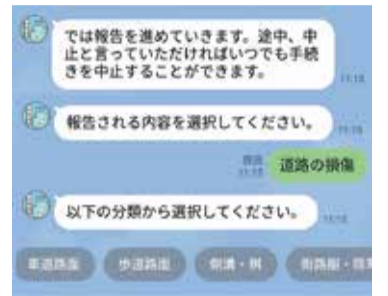 では報告を進めていきます。途中、中
止と言っていただければいつでも手続
きを中止することができます。
報告される内容を選択してください。
道路の損傷
以下の分類から選択してください。
車道路面 歩道路面 側溝・桝 街路樹・